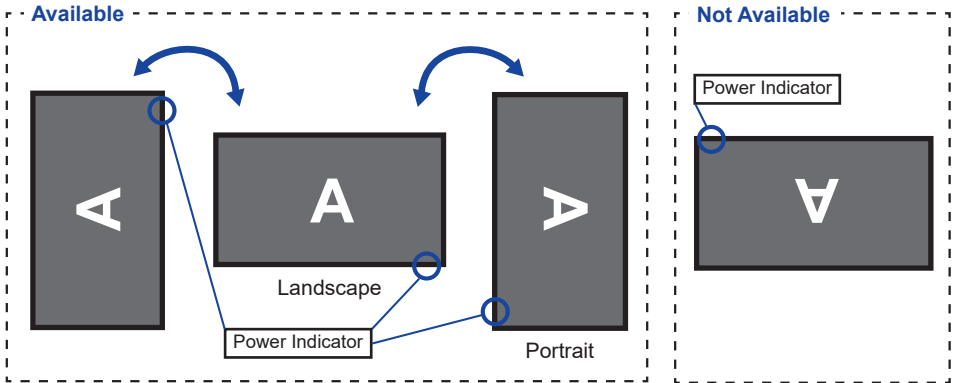 Available
Not Available
Power Indicator
A
A
A
A
Landscape
Power Indicator
Portrait